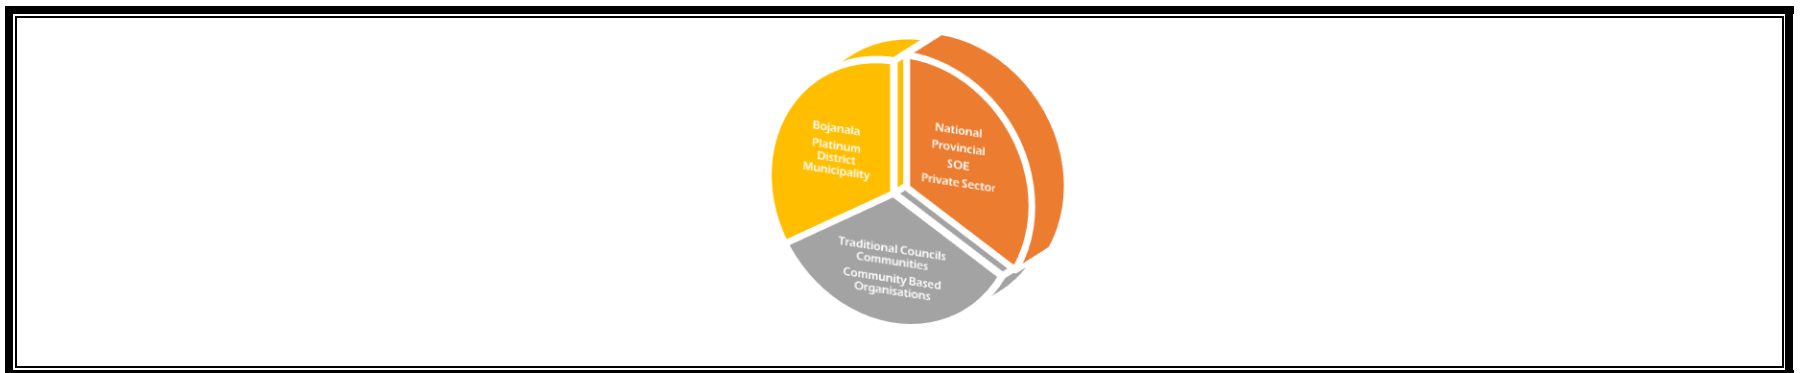 Bojanala
Platinum
District
Municipality
National
Provincial
SOE
Private Sector
Traditional Councils
Communities
Community Based
Organisations